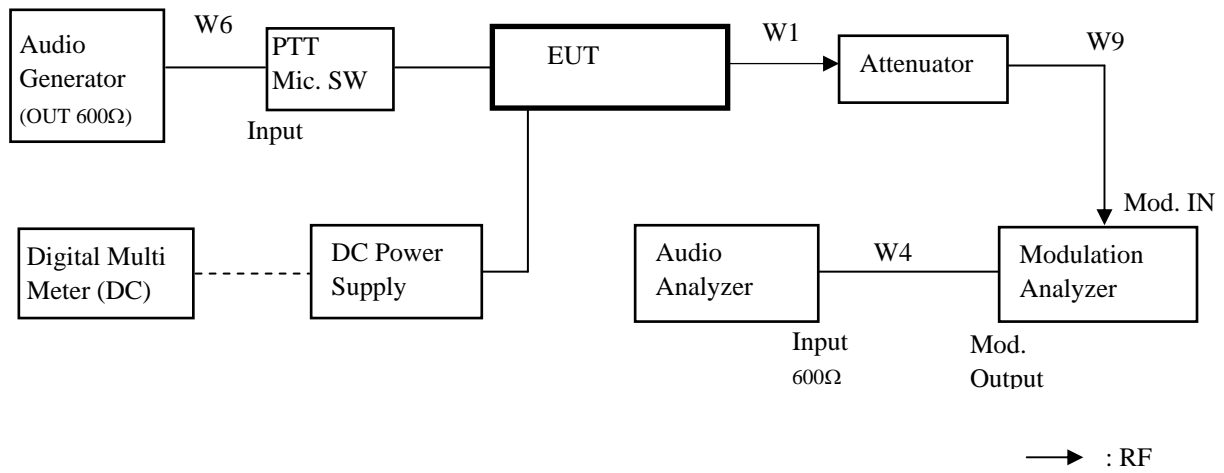 W6
Audio
Generator
(OUT 600Ω)
PTT
Mic. SW
Input
EUT
W1
Attenuator
W9
Mod. IN
Digital Multi
Meter (DC)
DC Power
Supply
Audio
Analyzer
W4
Modulation
Analyzer
Input
600Ω
Mod.
Output
: RF